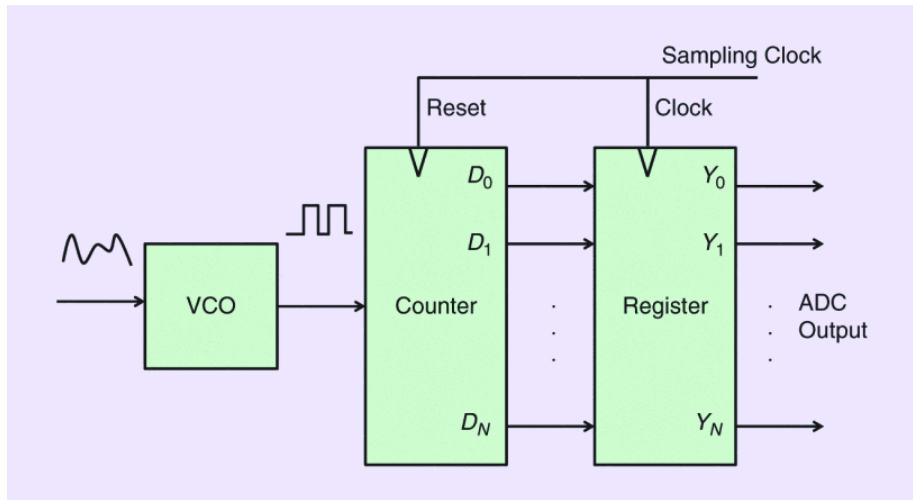 Sampling Clock
Reset
Clock
D0
Y0
D1
Y1
VCO
Counter
Register
ADC
Output
DN
YN